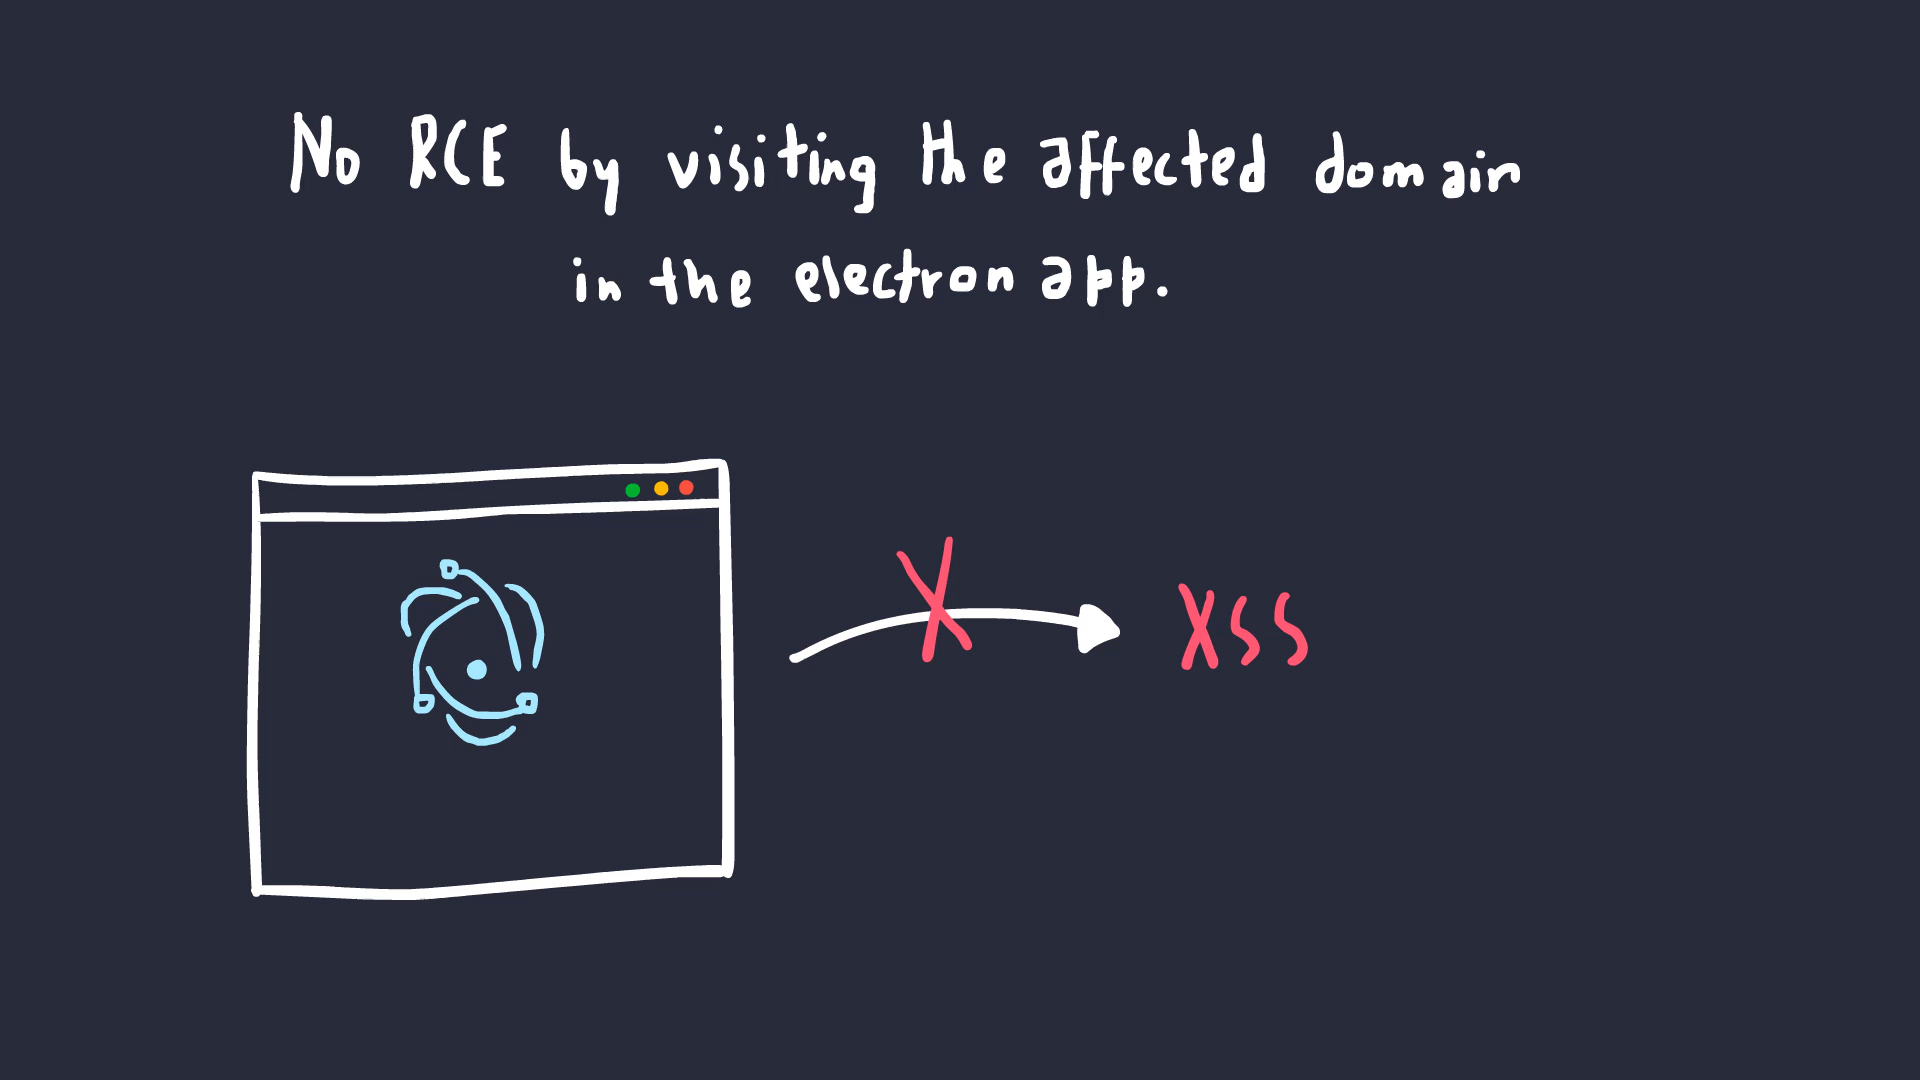 No RCE by visiting the affected domain
in the electron app.
X
XSS